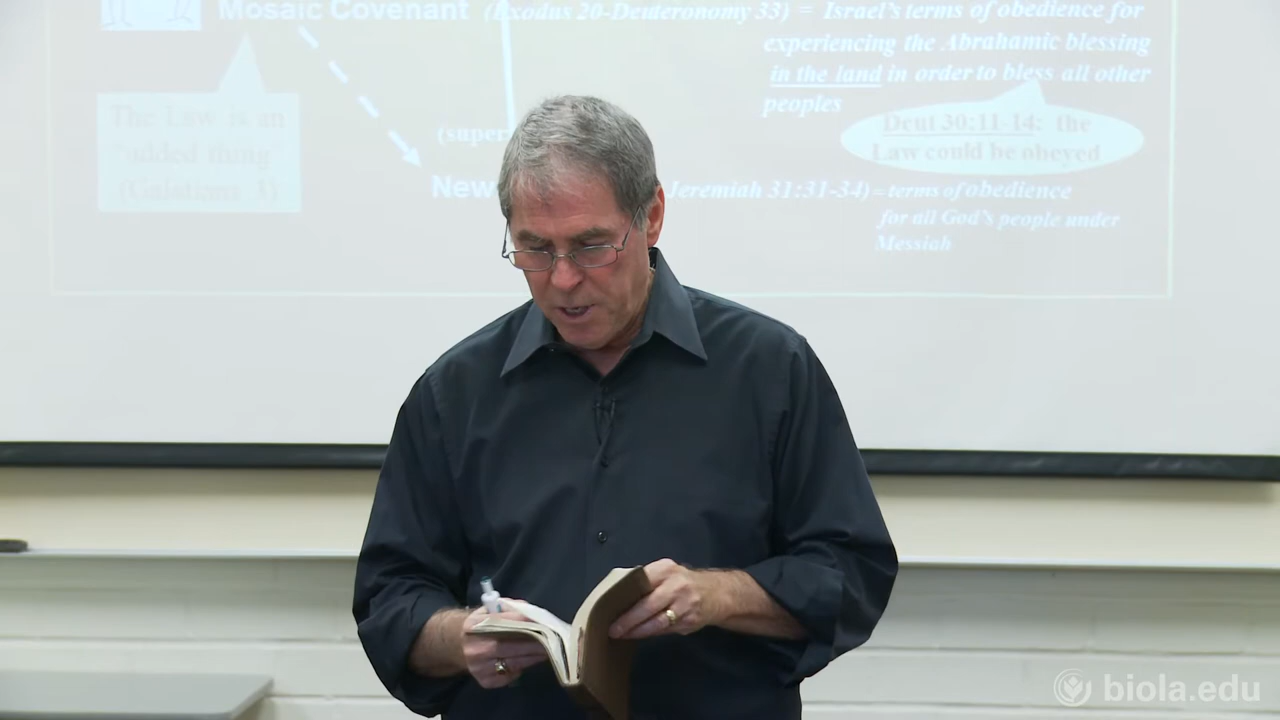 Mosaic Covenant (Exodus 20-Deuteronomy 33) = Israel's terms of obedience for
experiencing the Abrahamic blessing
in the land in order to bless all other
peoples
The Law is an
"added thing"
(Galatians 3)
(super
Deut 30:11-14: the
Law could be obeyed
New Jeremiah 31:31-34) = terms of obedience
for all God's people under
Messiah
biola.edu